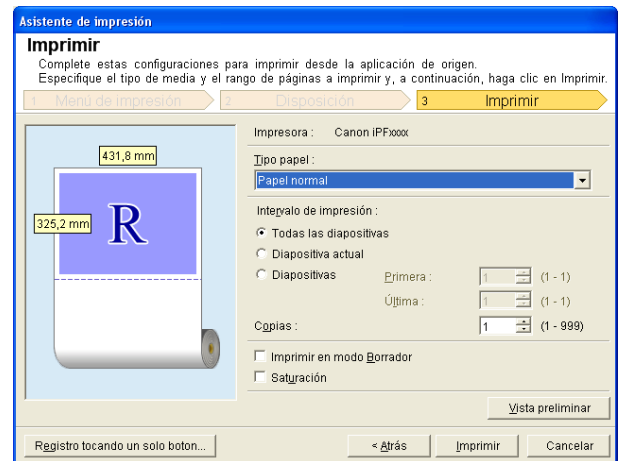 Asistente de impresión
Imprimir
Complete estas configuraciones para imprimir desde la aplicación de origen.
Especifique el tipo de media y el rango de páginas a imprimir y, a continuación, haga clic en Imprimir.
1 Menú de impresión 2 Disposición 3 Imprimir
Impresora : Canon iPFxxxx
431,8 mm
Tipo papel :
Papel normal
325,2 mm
R
Intervalo de impresión :
Todas las diapositivas
Diapositiva actual
Diapositivas Primera : 1 (1 - 1)
Última : 1 (1 - 1)
Copias : 1 (1 - 999)
Imprimir en modo Borrador
Saturación
Vista preliminar
Registro tocando un solo boton... < Atrás Imprimir Cancelar